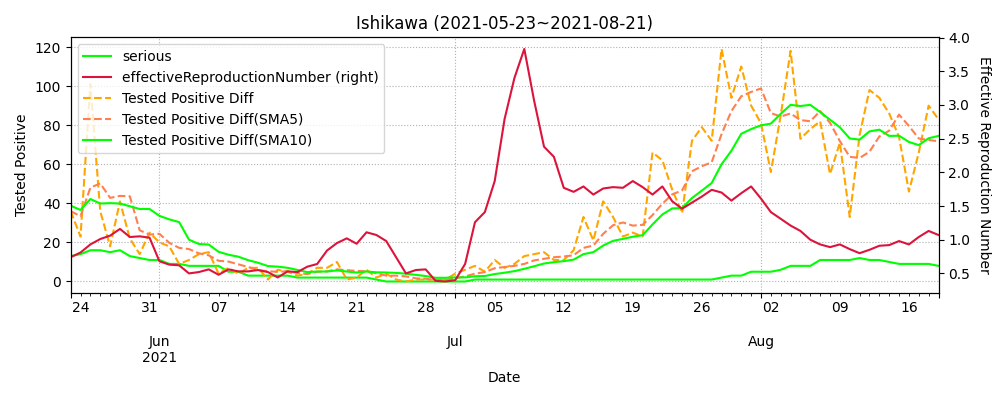 Ishikawa (2021-05-23~2021-08-21)
serious
effectiveReproductionNumber (right)
Tested Positive Diff
Tested Positive Diff(SMA5)
Tested Positive Diff(SMA10)
Tested Positive
120
100
80
60
40
20
0
4.0
3.5
3.0
2.5
2.0
1.5
1.0
0.5
Effective Reproduction Number
24 31 07 14 21 28 05 12 19 26 02 09 16
Jun Jul Aug
2021
Date